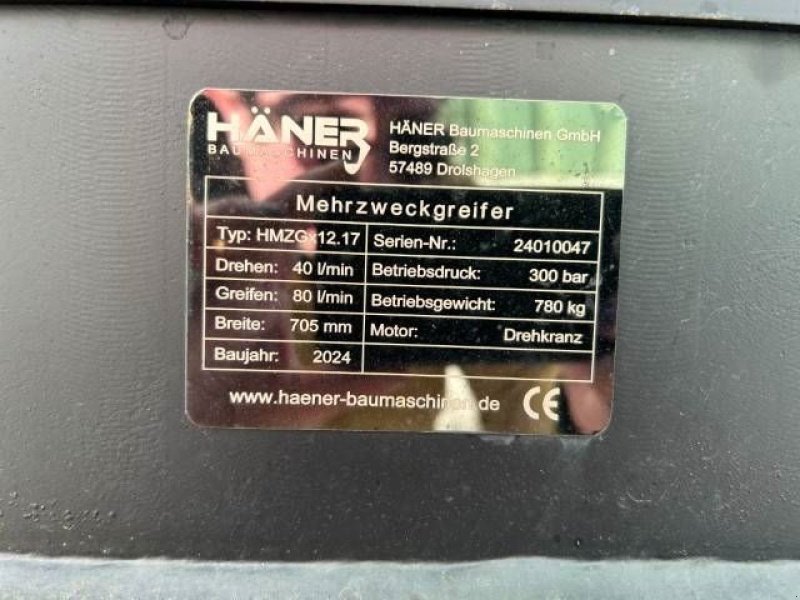 HÄNER
BAUMASCHINEN
HÄNER Baumaschinen GmbH
Bergstraße 2
57489 Drolshagen
Mehrzweckgreifer
Typ: HMZGx12.17 Serien-Nr.: 24010047
Drehen: 40 l/min Betriebsdruck: 300 bar
Greifen: 80 l/min Betriebsgewicht: 780 kg
Breite: 705 mm Motor: Drehkranz
Baujahr: 2024
www.haener-baumaschinen.de CE